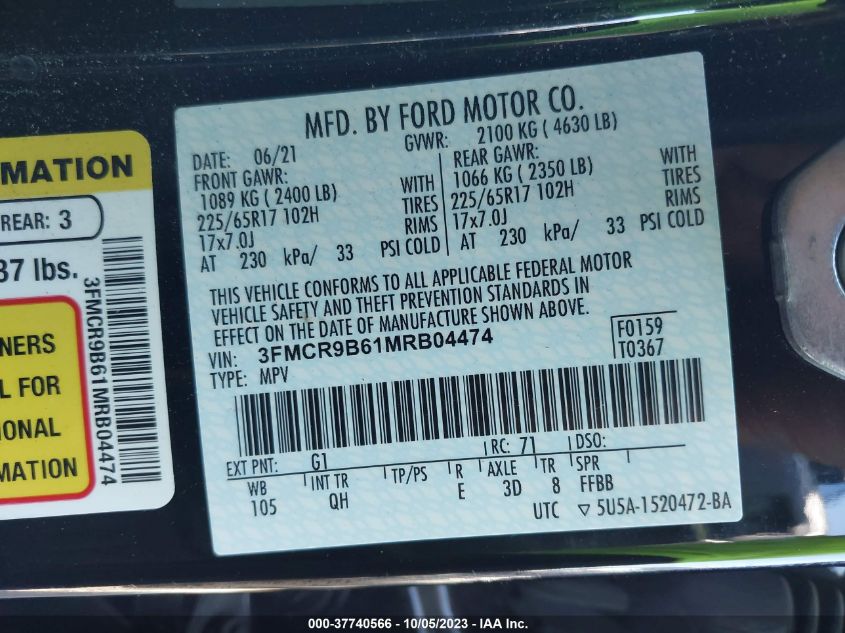 MFD. BY FORD MOTOR CO.
DATE: 06/21 GVWR: 2100 KG ( 4630 LB)
FRONT GAWR: REAR GAWR:
1089 KG ( 2400 LB) WITH 1066 KG ( 2350 LB) WITH
225/65R17 102H TIRES 225/65R17 102H TIRES
17x7.0J RIMS 17x7.0J RIMS
AT 230 kPa/ 33 PSI COLD AT 230 kPa/ 33 PSI COLD
THIS VEHICLE CONFORMS TO ALL APPLICABLE FEDERAL MOTOR
VEHICLE SAFETY AND THEFT PREVENTION STANDARDS IN
EFFECT ON THE DATE OF MANUFACTURE SHOWN ABOVE.
VIN: 3FMCR9B61MRB04474 F0159
TYPE: MPV T0367
EXT PNT: G1 RC: 71 DSO:
WB INT TR TP/PS R AXLE TR SPR
105 QH E 3D 8 FFBB
UTC ▽ 5U5A-1520472-BA
MATION
REAR: 3
37 lbs.
NERS
L FOR
IONAL
MATION
3FMCR9B61MRB04474
000-37740566 - 10/05/2023 - IAA Inc.